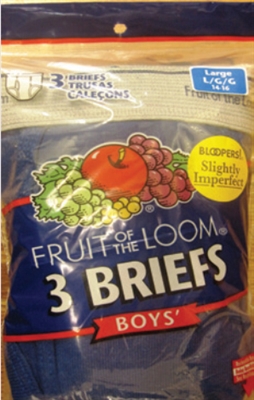 3 BRIEFS
TRUSAS
CALEÇONS
Large
L/G/G
14-16
Fruit of the L
BLOOPERS!
Slightly
Imperfect
FRUIT OF THE LOOM®
3 BRIEFS
BOYS'